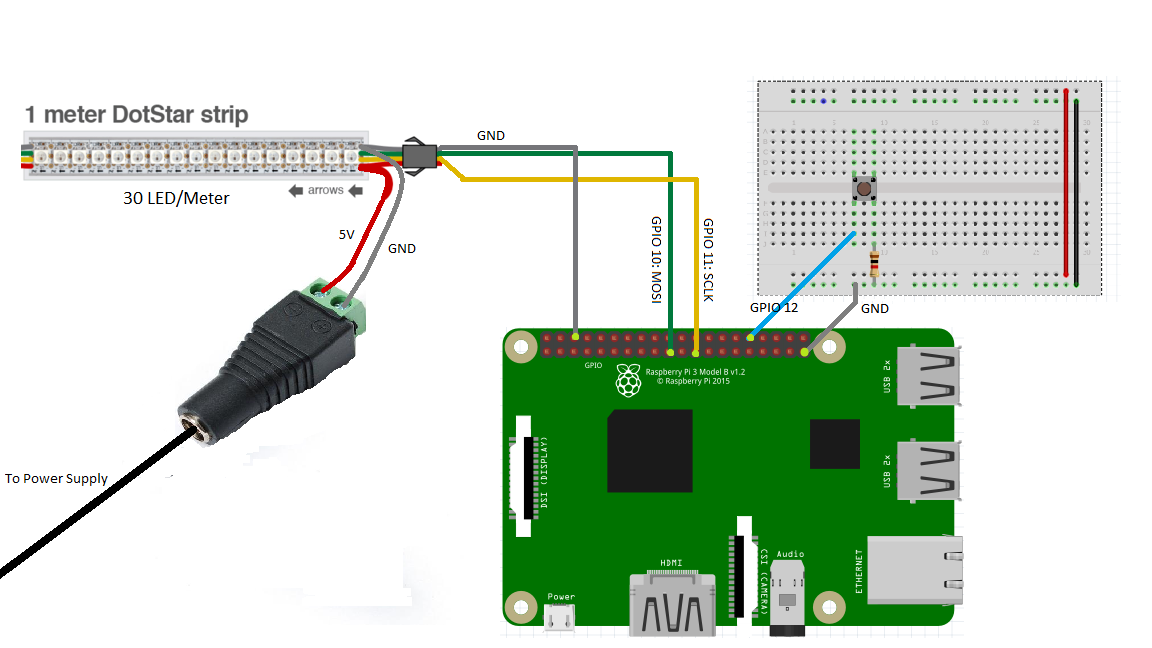 1 meter DotStar strip
GND
30 LED/Meter
arrows
5V
GND
GPIO 10: MOSI
GPIO 11: SCLK
GPIO 12
GND
To Power Supply
GPIO
Raspberry Pi 3 Model B v1.2
© Raspberry Pi 2015
USB 2x
USB 2x
DSI (DISPLAY)
ETHERNET
CSI (CAMERA)
Audio
HDMI
Power